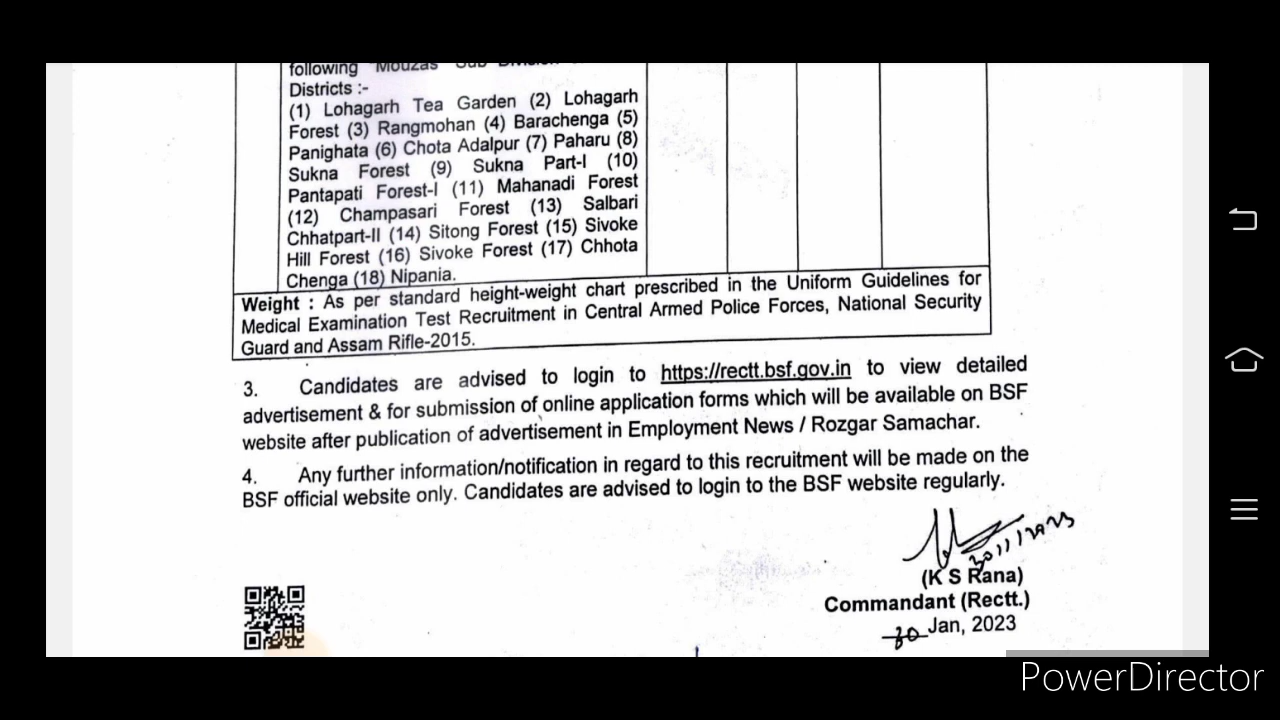 following "Mouzas Sub Division
Districts :-
(1) Lohagarh Tea Garden (2) Lohagarh
Forest (3) Rangmohan (4) Barachenga (5)
Panighata (6) Chota Adalpur (7) Paharu (8)
Sukna Forest (9) Sukna Part-I (10)
Pantapati Forest-I (11) Mahanadi Forest
(12) Champasari Forest (13) Salbari
Chhatpart-II (14) Sitong Forest (15) Sivoke
Hill Forest (16) Sivoke Forest (17) Chhota
Chenga (18) Nipania.
Weight : As per standard height-weight chart prescribed in the Uniform Guidelines for
Medical Examination Test Recruitment in Central Armed Police Forces, National Security
Guard and Assam Rifle-2015.
3. Candidates are advised to login to https://rectt.bsf.gov.in to view detailed
advertisement & for submission of online application forms which will be available on BSF
website after publication of advertisement in Employment News / Rozgar Samachar.
4. Any further information/notification in regard to this recruitment will be made on the
BSF official website only. Candidates are advised to login to the BSF website regularly.
(K S Rana)
Commandant (Rectt.)
30 Jan, 2023
PowerDirector